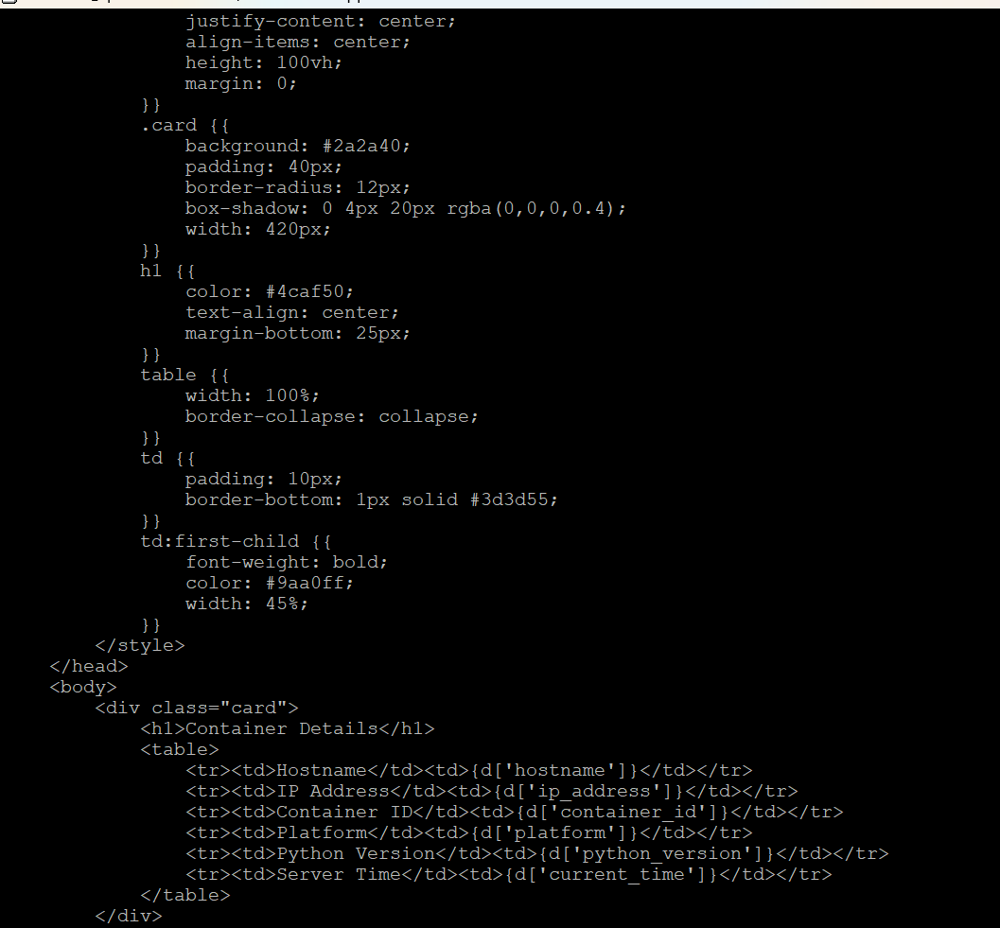 justify-content: center;
align-items: center;
height: 100vh;
margin: 0;
}}
.card {{
background: #2a2a40;
padding: 40px;
border-radius: 12px;
box-shadow: 0 4px 20px rgba(0,0,0,0.4);
width: 420px;
}}
h1 {{
color: #4caf50;
text-align: center;
margin-bottom: 25px;
}}
table {{
width: 100%;
border-collapse: collapse;
}}
td {{
padding: 10px;
border-bottom: 1px solid #3d3d55;
}}
td:first-child {{
font-weight: bold;
color: #9aa0ff;
width: 45%;
}}
</style>
</head>
<body>
<div class="card">
<h1>Container Details</h1>
<table>
<tr><td>Hostname</td><td>{d['hostname']}</td></tr>
<tr><td>IP Address</td><td>{d['ip_address']}</td></tr>
<tr><td>Container ID</td><td>{d['container_id']}</td></tr>
<tr><td>Platform</td><td>{d['platform']}</td></tr>
<tr><td>Python Version</td><td>{d['python_version']}</td></tr>
<tr><td>Server Time</td><td>{d['current_time']}</td></tr>
</table>
</div>